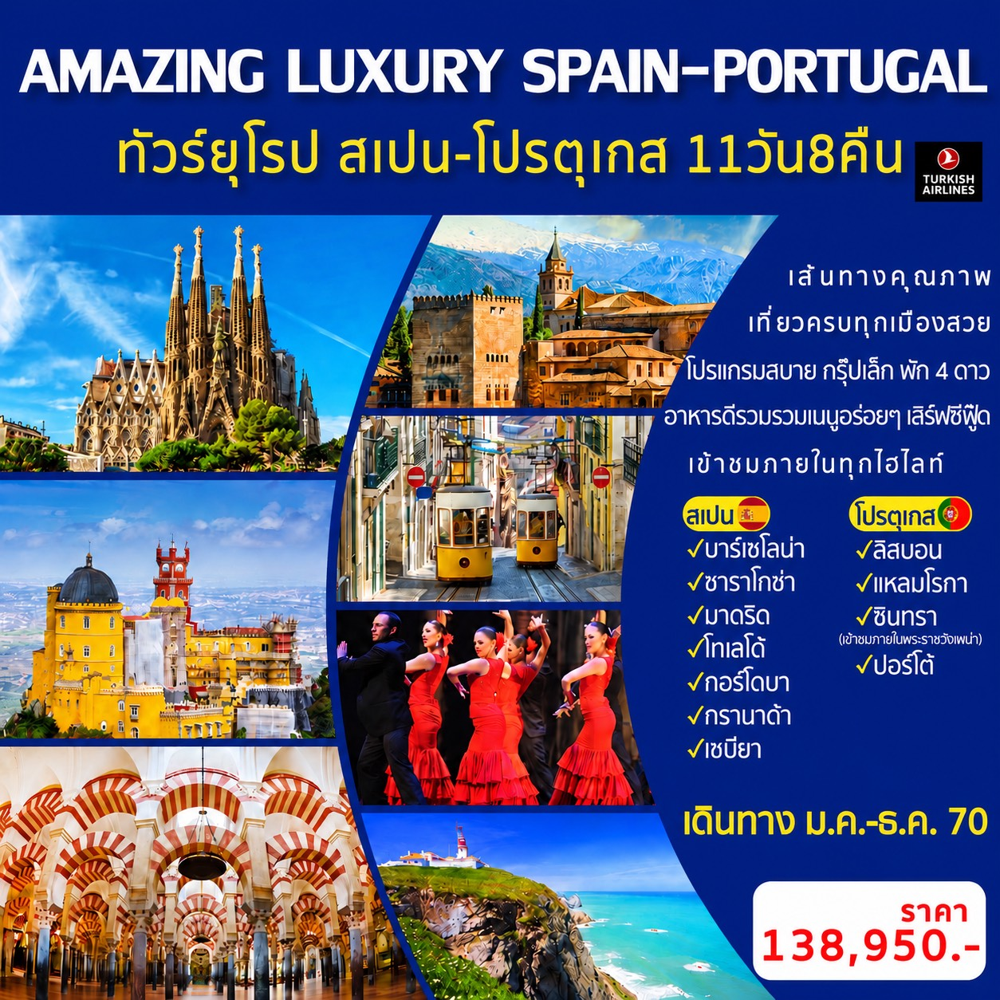 AMAZING LUXURY SPAIN-PORTUGAL
ทัวร์ยุโรป สเปน-โปรตุเกส 11วัน8คืน
TURKISH
AIRLINES
เส้นทางคุณภาพ
เที่ยวครบทุกเมืองสวย
โปรแกรมสบาย กรุ๊ปเล็ก พัก 4 ดาว
อาหารดีรวมรวมเนนูอร่อยๆ เสิร์ฟซีฟู๊ด
เข้าชมภายในทุกไฮไลท์
สเปน
✓บาร์เซโลน่า
✓ซาราโกซ่า
✓มาดริด
✓โทเลโด้
✓กอร์โดบา
✓กรานาด้า
✓เซบียา
โปรตุเกส
✓ลิสบอน
✓แหลมโรกา
✓ซินทรา
(เข้าชมภายในพระราชวังเพน่า)
✓ปอร์โต้
เดินทาง ม.ค.-ธ.ค. 70
ราคา
138,950.-